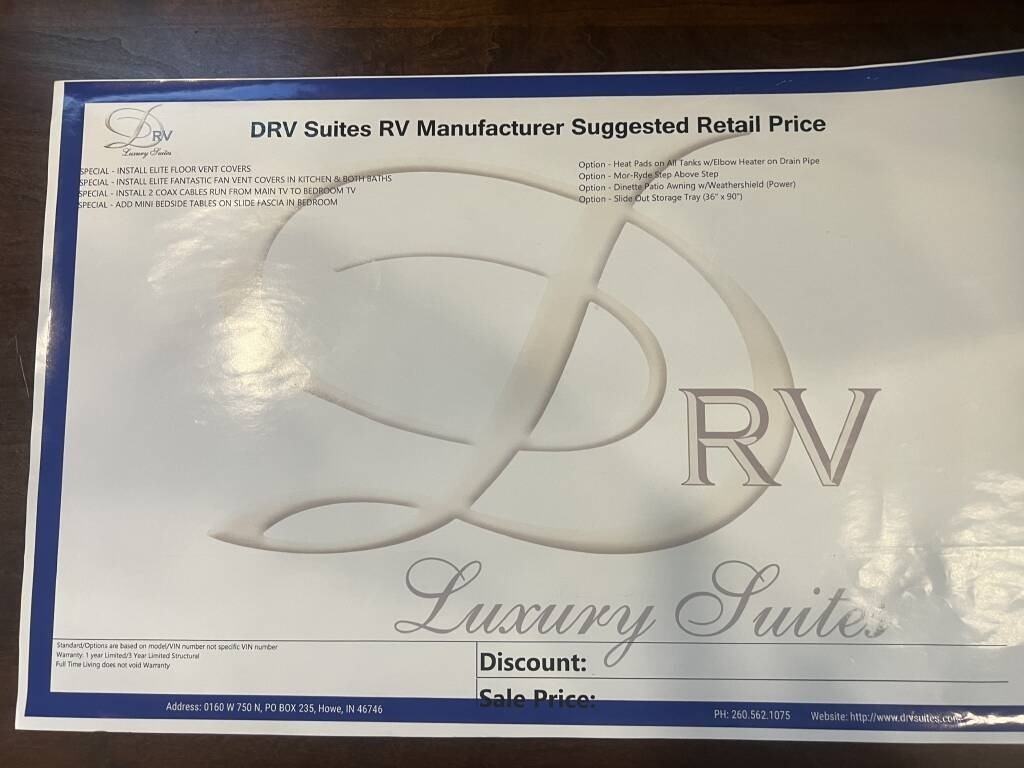 DRV
Luxury Suites
DRV Suites RV Manufacturer Suggested Retail Price
SPECIAL - INSTALL ELITE FLOOR VENT COVERS
SPECIAL - INSTALL ELITE FANTASTIC FAN VENT COVERS IN KITCHEN & BOTH BATHS
SPECIAL - INSTALL 2 COAX CABLES RUN FROM MAIN TV TO BEDROOM TV
SPECIAL - ADD MINI BEDSIDE TABLES ON SLIDE FASCIA IN BEDROOM
Option - Heat Pads on All Tanks w/Elbow Heater on Drain Pipe
Option - Mor-Ryde Step Above Step
Option - Dinette Patio Awning w/Weathershield (Power)
Option - Slide Out Storage Tray (36" x 90")
DRV
Luxury Suites
Standard/Options are based on model/VIN number not specific VIN number
Warranty: 1 year Limited/3 Year Limited Structural
Full Time Living does not void Warranty
Discount:
Sale Price:
Address: 0160 W 750 N, PO BOX 235, Howe, IN 46746
PH: 260.562.1075 Website: http://www.drvsuites.com